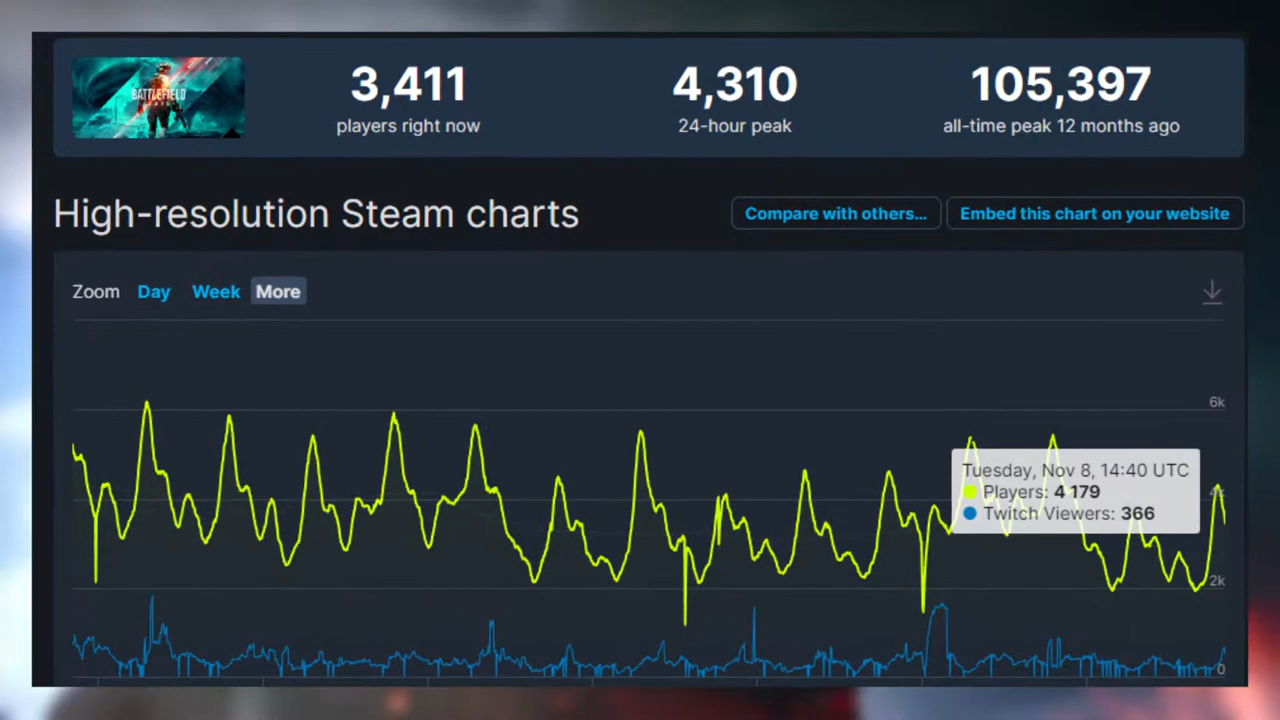 BATTLEFIELD
3,411
players right now
4,310
24-hour peak
105,397
all-time peak 12 months ago
High-resolution Steam charts
Compare with others...
Embed this chart on your website
Zoom Day Week More
6k
Tuesday, Nov 8, 14:40 UTC
Players: 4 179
4k
Twitch Viewers: 366
2k
0